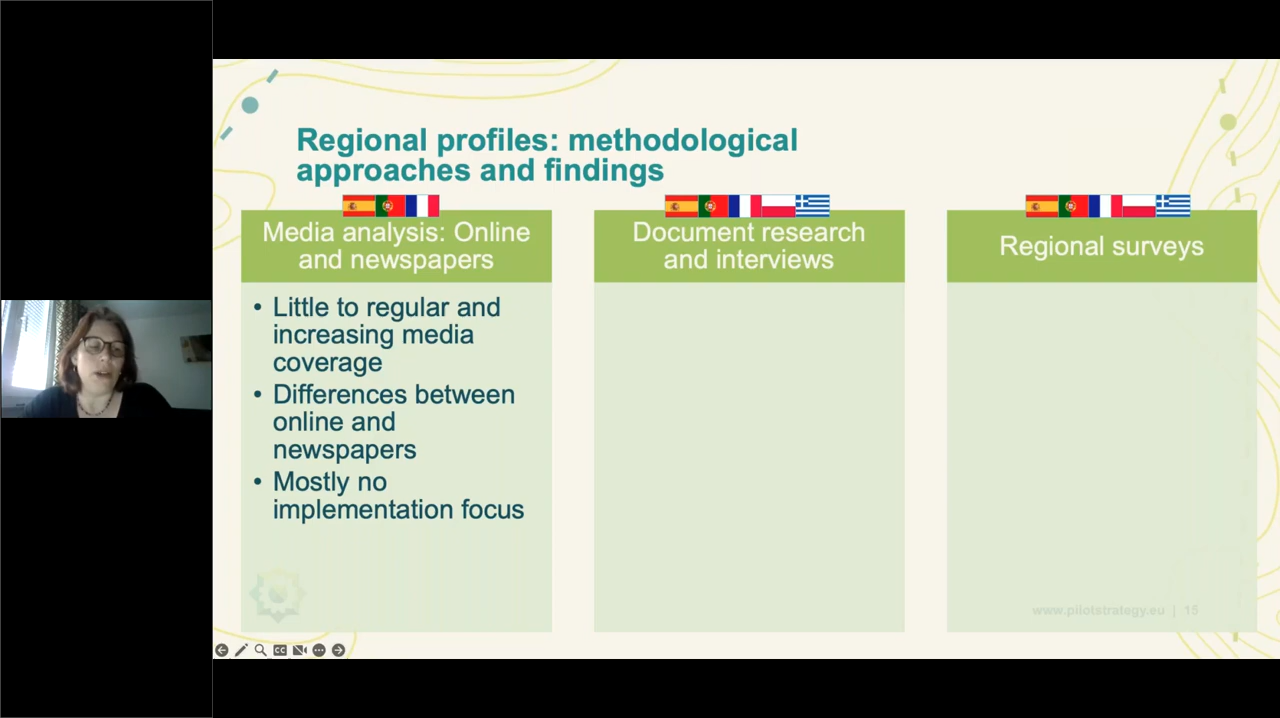 Regional profiles: methodological
approaches and findings
Media analysis: Online
and newspapers
• Little to regular and
increasing media
coverage
• Differences between
online and
newspapers
• Mostly no
implementation focus
Document research
and interviews
Regional surveys
www.pilotstrategy.eu | 15
CC